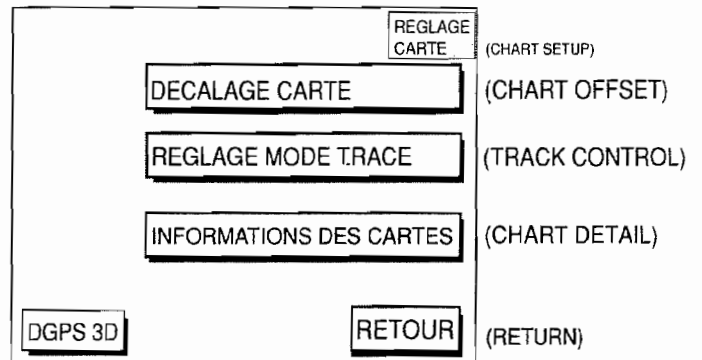 REGLAGE
CARTE (CHART SETUP)
DECALAGE CARTE (CHART OFFSET)
REGLAGE MODE T.RACE (TRACK CONTROL)
INFORMATIONS DES CARTES (CHART DETAIL)
DGPS 3D RETOUR (RETURN)